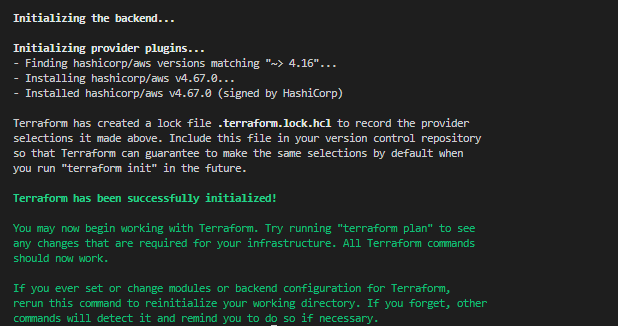 Initializing the backend...
Initializing provider plugins...
- Finding hashicorp/aws versions matching "~> 4.16"...
- Installing hashicorp/aws v4.67.0...
- Installed hashicorp/aws v4.67.0 (signed by HashiCorp)
Terraform has created a lock file .terraform.lock.hcl to record the provider
selections it made above. Include this file in your version control repository
so that Terraform can guarantee to make the same selections by default when
you run "terraform init" in the future.
Terraform has been successfully initialized!
You may now begin working with Terraform. Try running "terraform plan" to see
any changes that are required for your infrastructure. All Terraform commands
should now work.
If you ever set or change modules or backend configuration for Terraform,
rerun this command to reinitialize your working directory. If you forget, other
commands will detect it and remind you to do so if necessary.